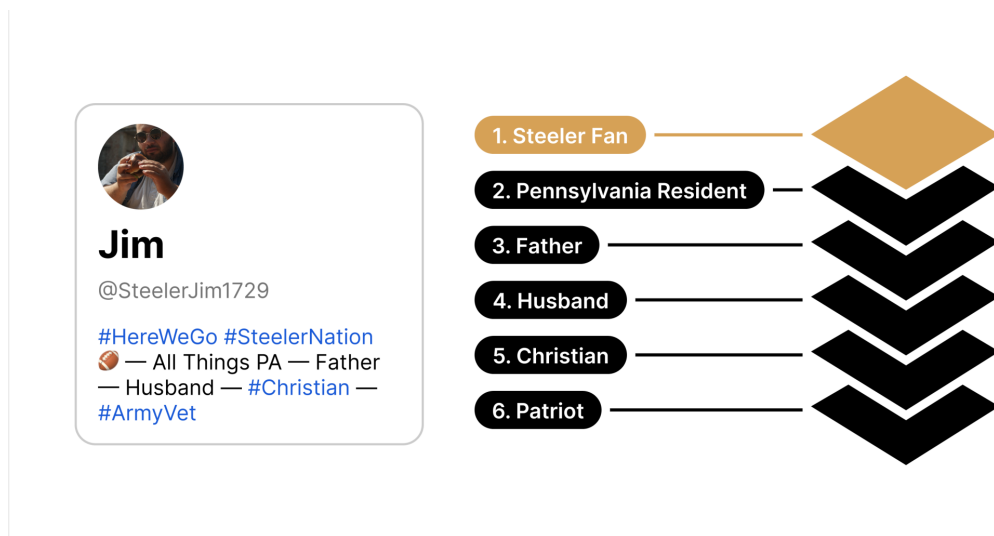 Jim
@SteelerJim1729
#HereWeGo #SteelerNation
🏈 — All Things PA — Father
— Husband — #Christian —
#ArmyVet
1. Steeler Fan
2. Pennsylvania Resident
3. Father
4. Husband
5. Christian
6. Patriot